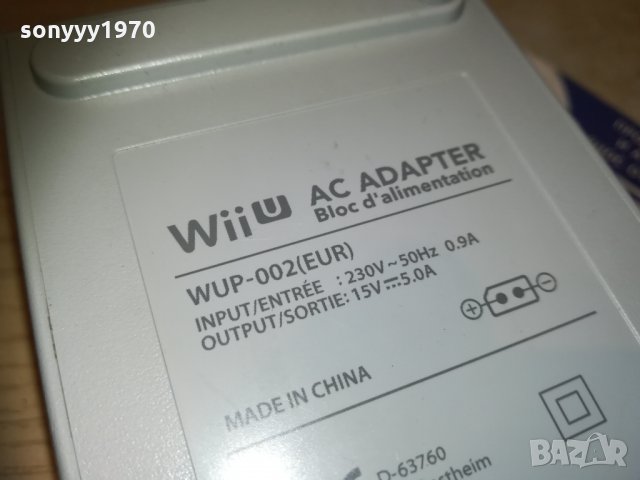 sonyyy1970
WiiU AC ADAPTER
Bloc d'alimentation
WUP-002(EUR)
INPUT/ENTRÉE : 230V~50Hz 0.9A
OUTPUT/SORTIE: 15V⎓5.0A
MADE IN CHINA
D-63760
BAZAR